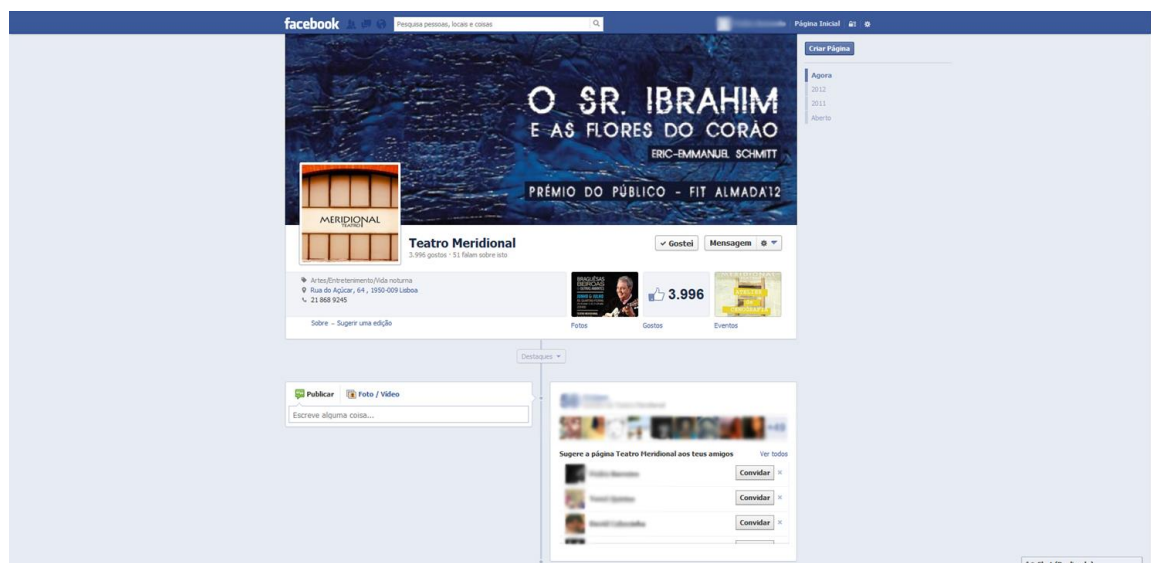 facebook
Pesquisa pessoas, locais e coisas
Página Inicial
Criar Página
Agora
2012
2011
Aberto
O SR. IBRAHIM
E AS FLORES DO CORÃO
ERIC-EMMANUEL SCHMITT
PRÉMIO DO PÚBLICO - FIT ALMADA'12
MERIDIONAL
TEATRO
Teatro Meridional
3.996 gostos · 51 falam sobre isto
✓ Gostei
Mensagem
Artes/Entretenimento/Vida noturna
Rua do Açúcar, 64 , 1950-009 Lisboa
21 868 9245
Sobre – Sugerir uma edição
BRAGUESAS
BEIROAS
3.996
Fotos
Gostos
Eventos
Destaques
Publicar
Foto / Vídeo
Escreve alguma coisa...
+49
Sugere a página Teatro Meridional aos teus amigos
Ver todos
Convidar ×
Convidar ×
Convidar ×